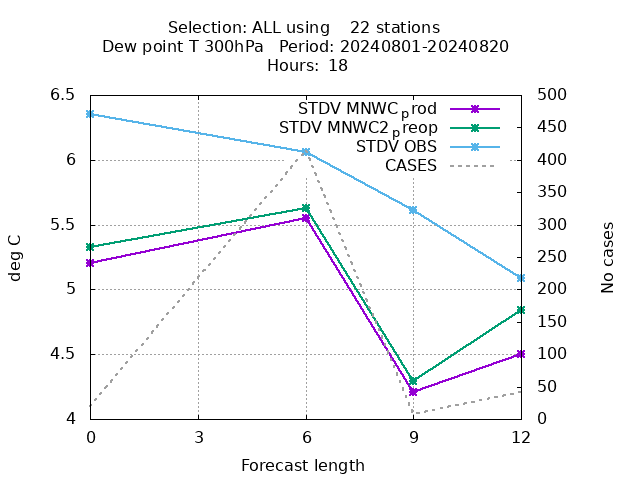 Selection: ALL using    22 stations
Dew point T 300hPa   Period: 20240801-20240820
Hours:  18
STDV MNWCprod
STDV MNWC2preop
STDV OBS
CASES
6.5
6
5.5
5
4.5
4
deg C
500
450
400
350
300
250
200
150
100
50
0
No cases
0 3 6 9 12
Forecast length